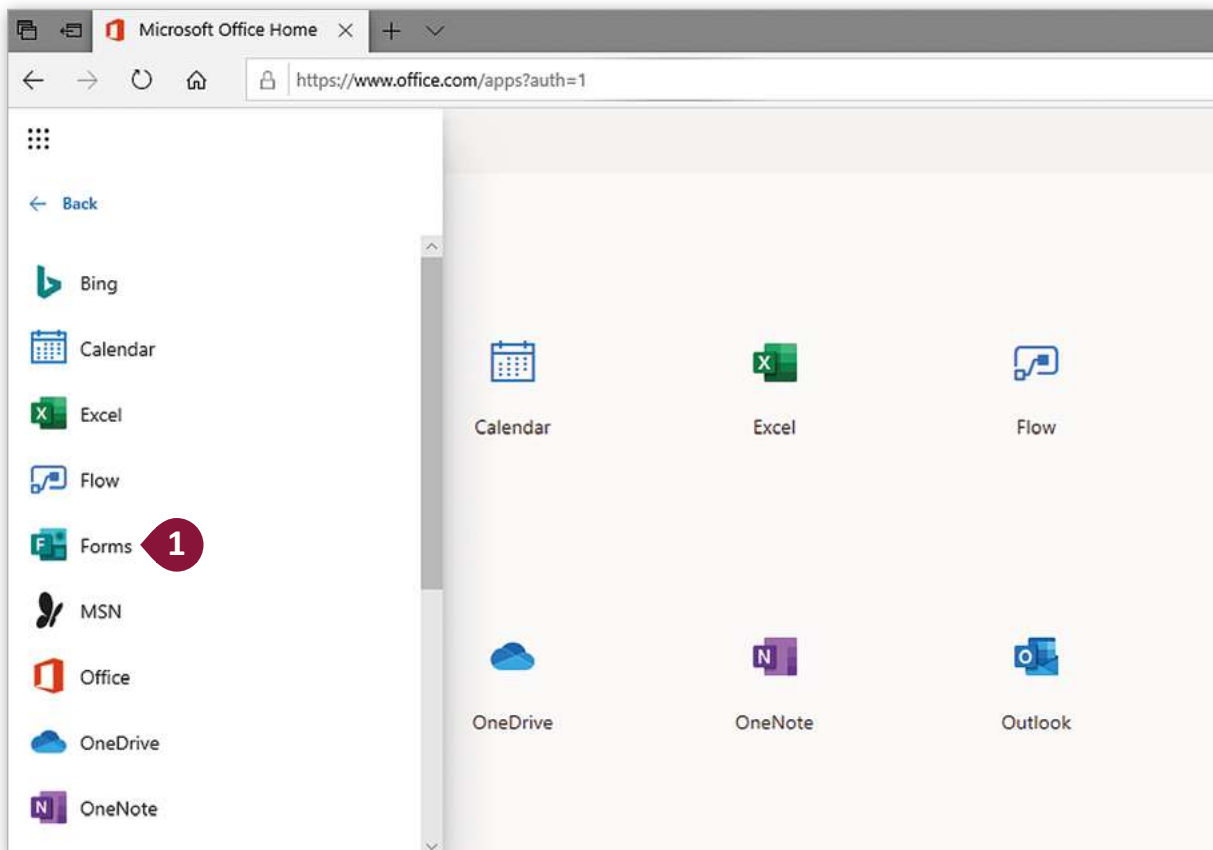 Microsoft Office Home
https://www.office.com/apps?auth=1
Back
Bing
Calendar
Excel
Flow
Forms
1
MSN
Office
OneDrive
OneNote
Calendar
Excel
Flow
OneDrive
OneNote
Outlook